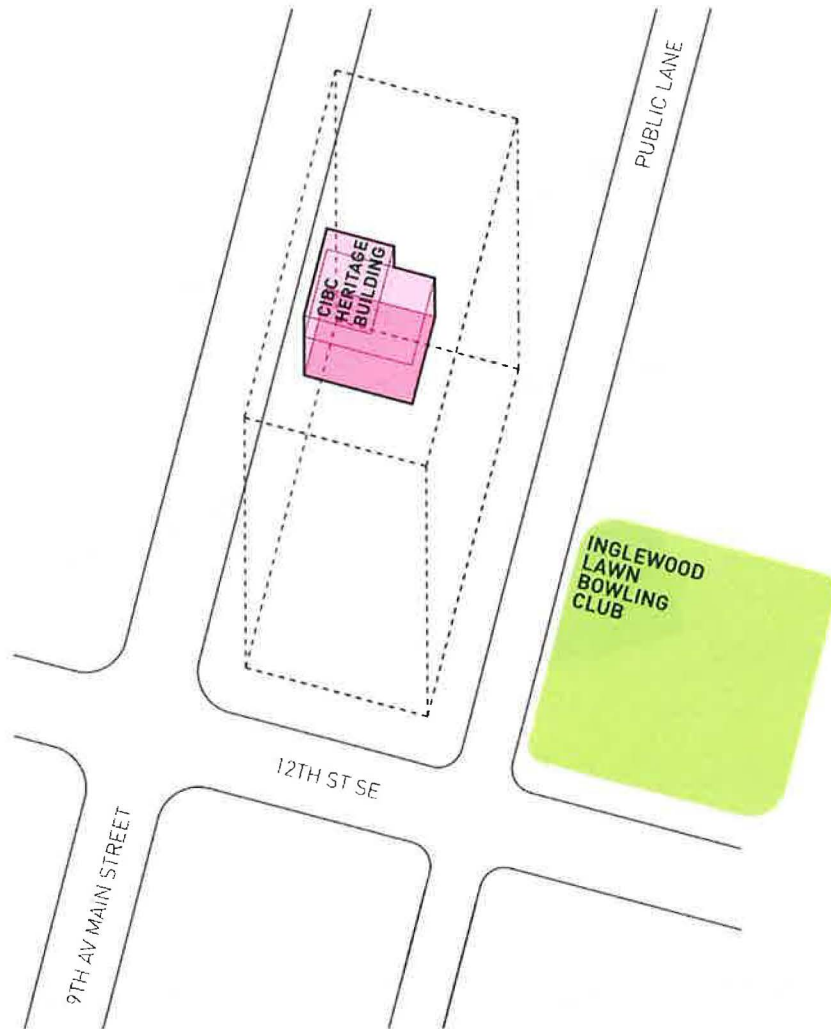 PUBLIC LANE
CIBC
HERITAGE
BUILDING
INGLEWOOD
LAWN
BOWLING
CLUB
12TH ST SE
9TH AV MAIN STREET